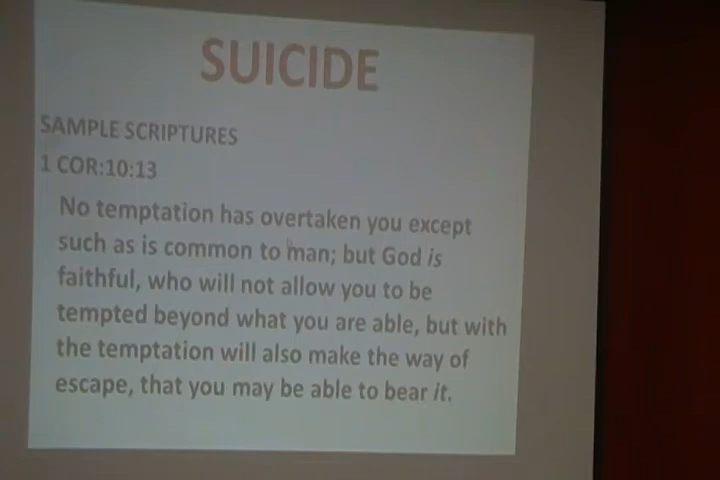 SUICIDE
SAMPLE SCRIPTURES
1 COR:10:13
No temptation has overtaken you except
such as is common to man; but God is
faithful, who will not allow you to be
tempted beyond what you are able, but with
the temptation will also make the way of
escape, that you may be able to bear it.